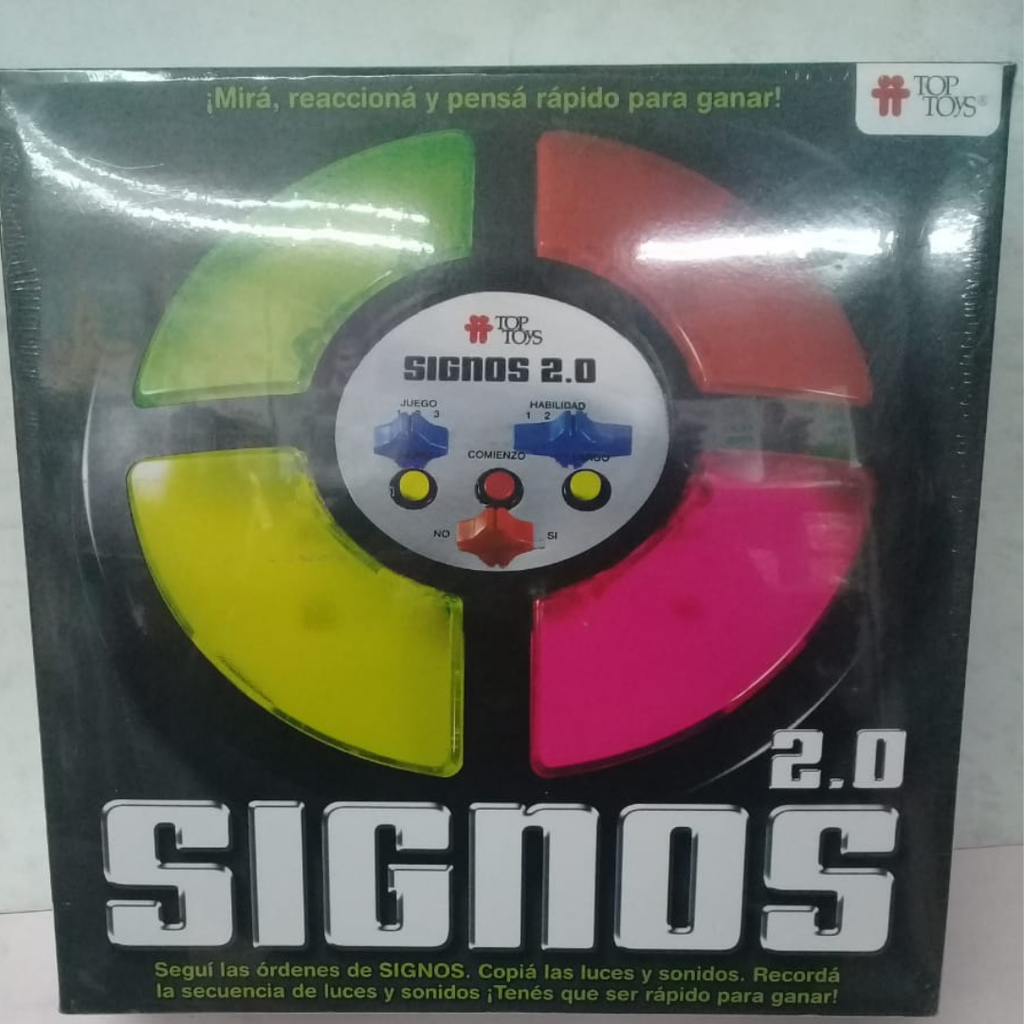 ¡Mirá, reaccioná y pensá rápido para ganar!
TOP
TOYS®
TOP
TOYS
SIGNOS 2.0
JUEGO
HABILIDAD
1 2 3
1 2
COMIENZO
NO
SI
2.0
SIGNOS
Seguí las órdenes de SIGNOS. Copiá las luces y sonidos. Recordá
la secuencia de luces y sonidos ¡Tenés que ser rápido para ganar!